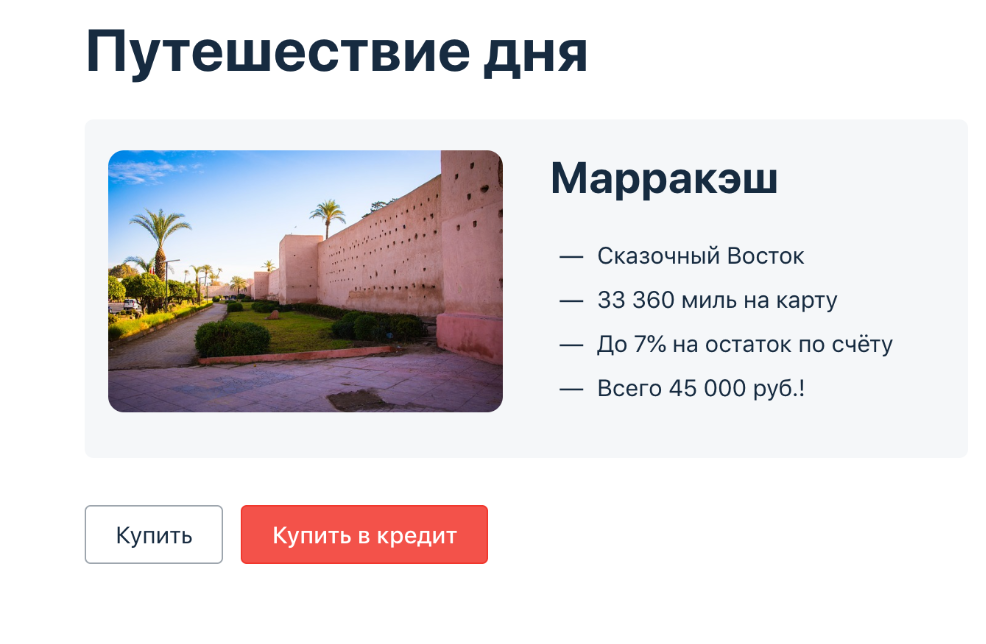 Путешествие дня
Марракэш
— Сказочный Восток
— 33 360 миль на карту
— До 7% на остаток по счёту
— Всего 45 000 руб.!
Купить
Купить в кредит